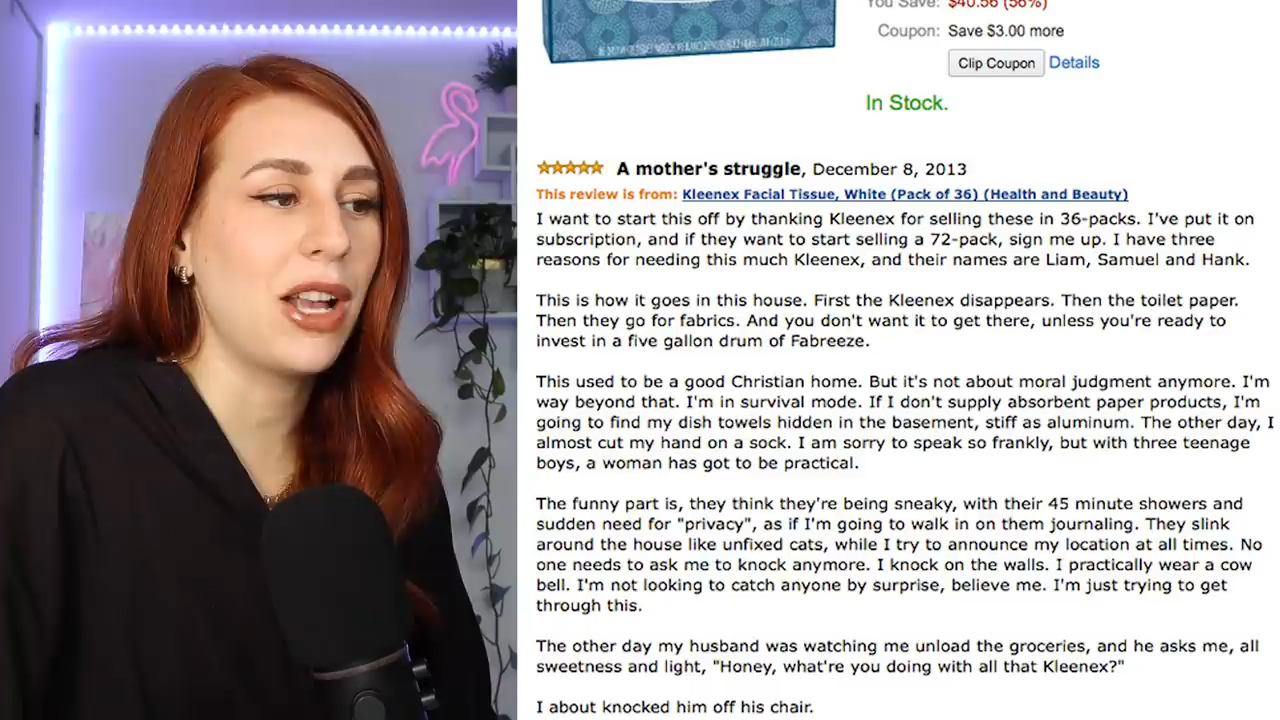 You Save: $40.56 (56%)
Coupon: Save $3.00 more
Clip Coupon Details
In Stock.
A mother's struggle, December 8, 2013
This review is from: Kleenex Facial Tissue, White (Pack of 36) (Health and Beauty)
I want to start this off by thanking Kleenex for selling these in 36-packs. I've put it on
subscription, and if they want to start selling a 72-pack, sign me up. I have three
reasons for needing this much Kleenex, and their names are Liam, Samuel and Hank.
This is how it goes in this house. First the Kleenex disappears. Then the toilet paper.
Then they go for fabrics. And you don't want it to get there, unless you're ready to
invest in a five gallon drum of Fabreeze.
This used to be a good Christian home. But it's not about moral judgment anymore. I'm
way beyond that. I'm in survival mode. If I don't supply absorbent paper products, I'm
going to find my dish towels hidden in the basement, stiff as aluminum. The other day, I
almost cut my hand on a sock. I am sorry to speak so frankly, but with three teenage
boys, a woman has got to be practical.
The funny part is, they think they're being sneaky, with their 45 minute showers and
sudden need for "privacy", as if I'm going to walk in on them journaling. They slink
around the house like unfixed cats, while I try to announce my location at all times. No
one needs to ask me to knock anymore. I knock on the walls. I practically wear a cow
bell. I'm not looking to catch anyone by surprise, believe me. I'm just trying to get
through this.
The other day my husband was watching me unload the groceries, and he asks me, all
sweetness and light, "Honey, what're you doing with all that Kleenex?"
I about knocked him off his chair.